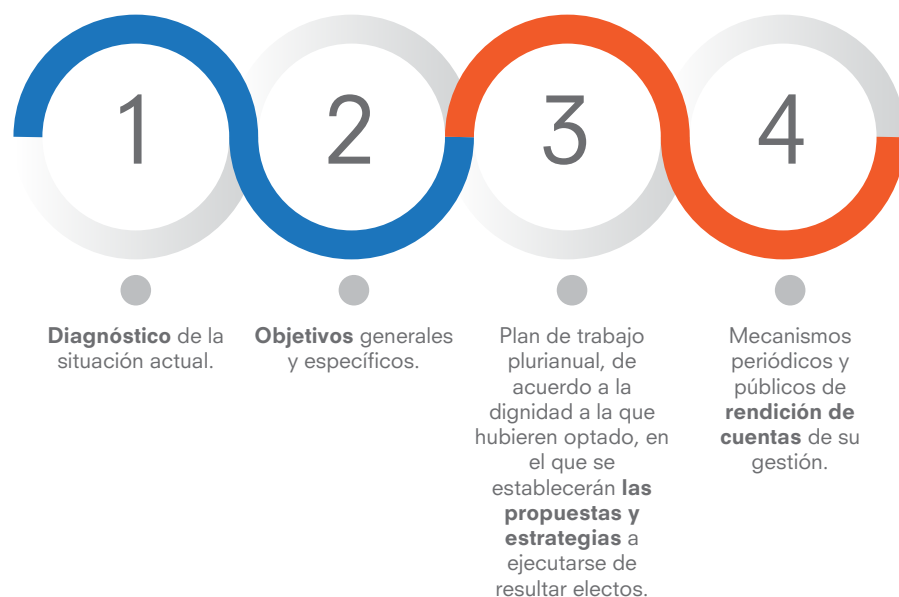 1
Diagnóstico de la
situación actual.
2
Objetivos generales
y específicos.
3
Plan de trabajo
plurianual, de
acuerdo a la
dignidad a la que
hubieren optado, en
el que se
establecerán las
propuestas y
estrategias a
ejecutarse de
resultar electos.
4
Mecanismos
periódicos y
públicos de
rendición de
cuentas de su
gestión.